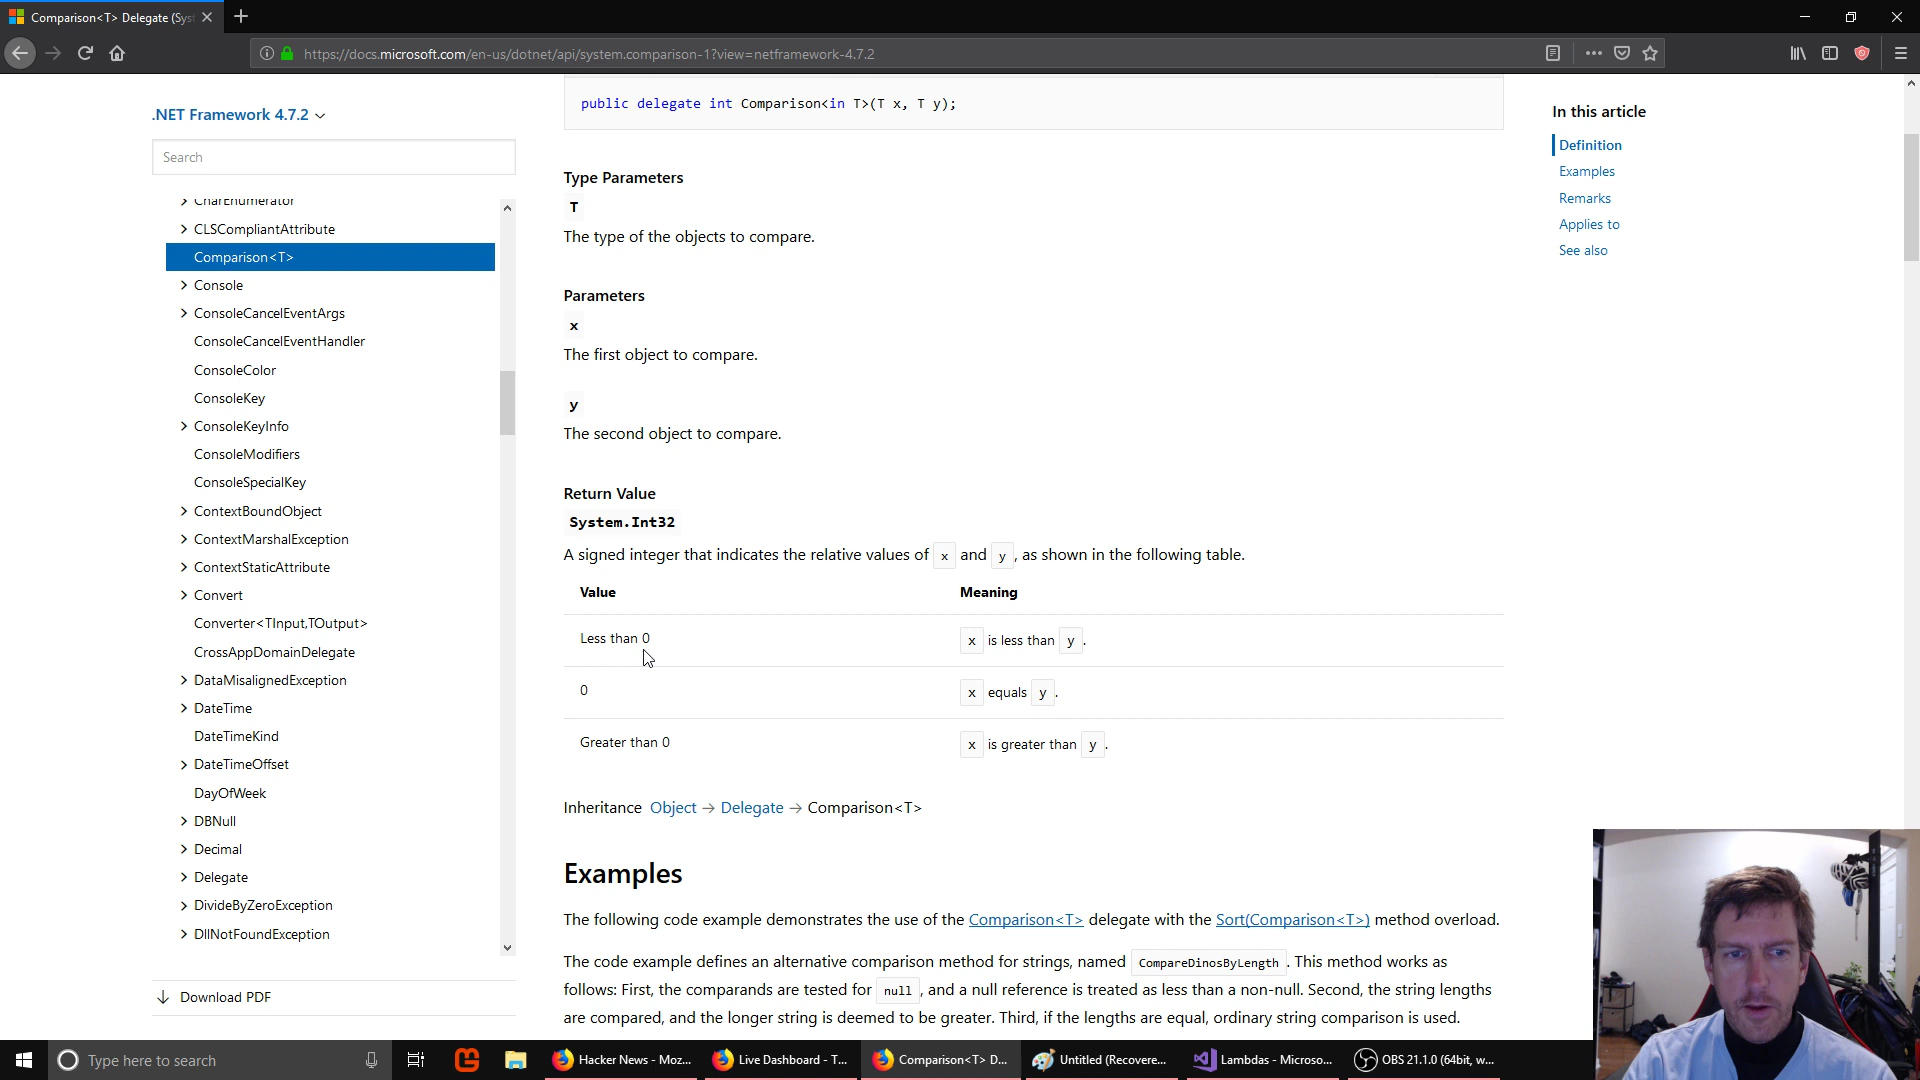 Comparison<T> Delegate (Syst
https://docs.microsoft.com/en-us/dotnet/api/system.comparison-1?view=netframework-4.7.2
.NET Framework 4.7.2
Search
CharEnumerator
CLSCompliantAttribute
Comparison<T>
Console
ConsoleCancelEventArgs
ConsoleCancelEventHandler
ConsoleColor
ConsoleKey
ConsoleKeyInfo
ConsoleModifiers
ConsoleSpecialKey
ContextBoundObject
ContextMarshalException
ContextStaticAttribute
Convert
Converter<TInput,TOutput>
CrossAppDomainDelegate
DataMisalignedException
DateTime
DateTimeKind
DateTimeOffset
DayOfWeek
DBNull
Decimal
Delegate
DivideByZeroException
DllNotFoundException
Download PDF
public delegate int Comparison<in T>(T x, T y);
Type Parameters
T
The type of the objects to compare.
Parameters
x
The first object to compare.
y
The second object to compare.
Return Value
System.Int32
A signed integer that indicates the relative values of x and y, as shown in the following table.
Value Meaning
Less than 0 x is less than y.
0 x equals y.
Greater than 0 x is greater than y.
Inheritance Object → Delegate → Comparison<T>
Examples
The following code example demonstrates the use of the Comparison<T> delegate with the Sort(Comparison<T>) method overload.
The code example defines an alternative comparison method for strings, named CompareDinosByLength. This method works as
follows: First, the comparands are tested for null, and a null reference is treated as less than a non-null. Second, the string lengths
are compared, and the longer string is deemed to be greater. Third, if the lengths are equal, ordinary string comparison is used.
In this article
Definition
Examples
Remarks
Applies to
See also
Type here to search
Hacker News - Moz...
Live Dashboard - T...
Comparison<T> D...
Untitled (Recovere...
Lambdas - Microso...
OBS 21.1.0 (64bit, w...